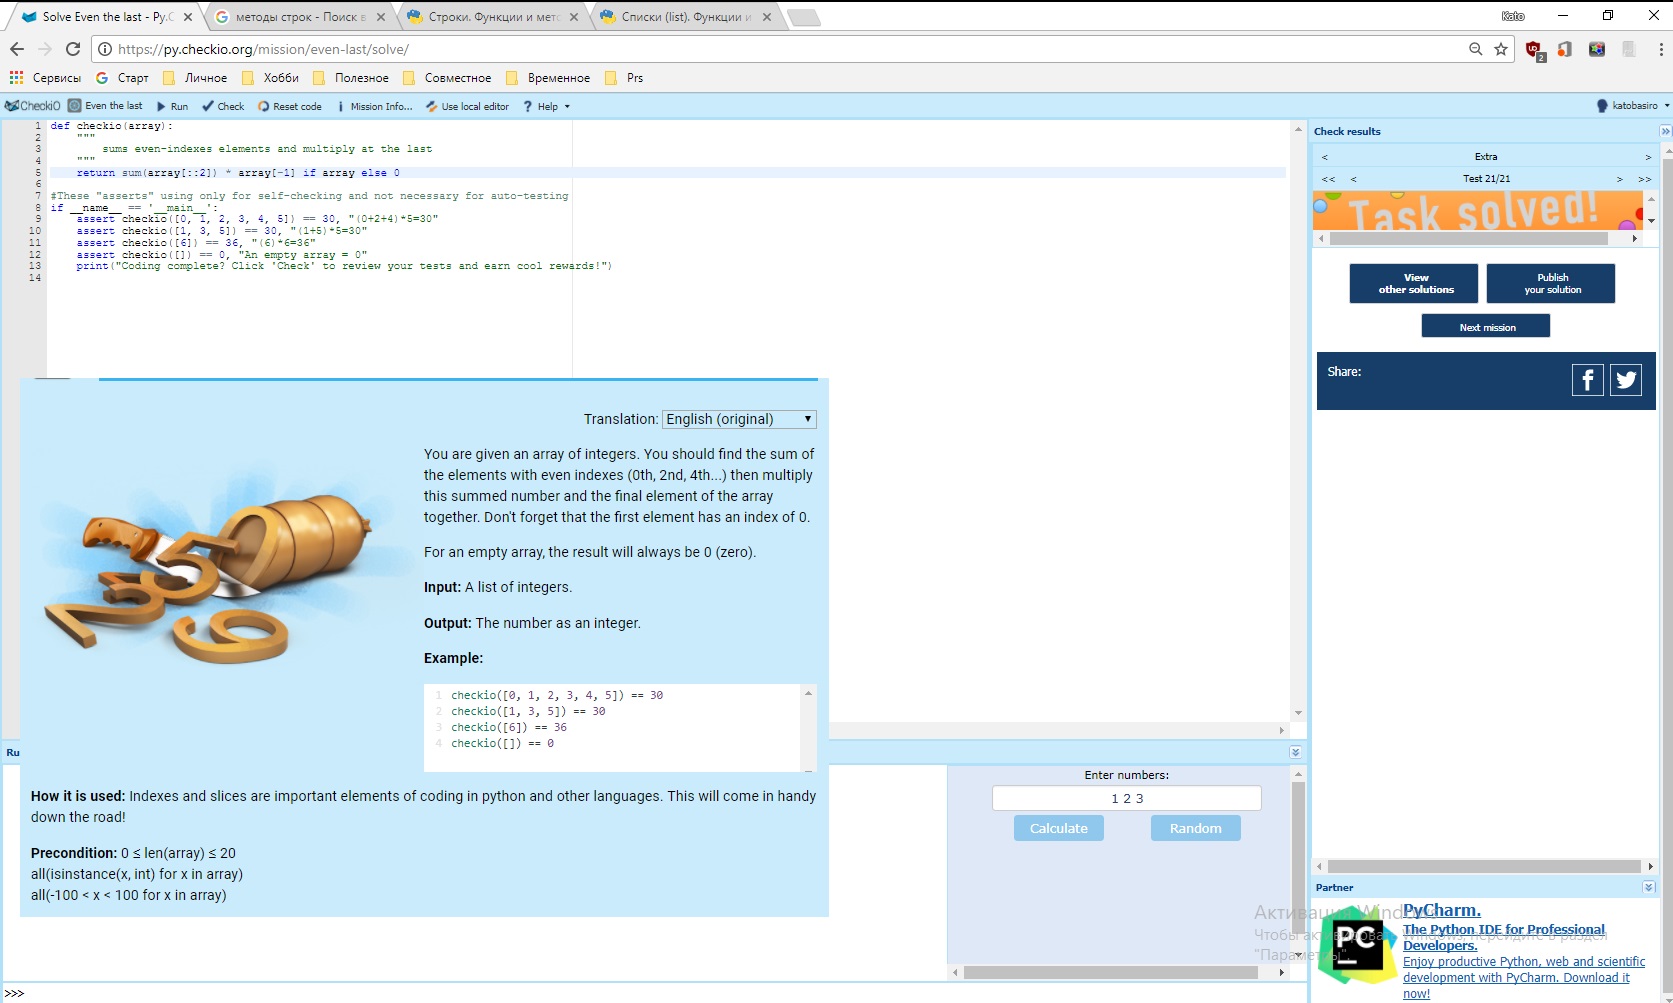 Solve Even the last - Py.C
методы строк - Поиск в
Строки. Функции и мето
Списки (list). Функции и
Kato
https://py.checkio.org/mission/even-last/solve/
2
Сервисы
Старт
Личное
Хобби
Полезное
Совместное
Временное
Prs
CheckiO
Even the last
Run
Check
Reset code
Mission Info...
Use local editor
? Help
katobasiro
1 def checkio(array):
2 """
3 sums even-indexes elements and multiply at the last
4 """
5 return sum(array[::2]) * array[-1] if array else 0
6
7 #These "asserts" using only for self-checking and not necessary for auto-testing
8 if __name__ == '__main__':
9 assert checkio([0, 1, 2, 3, 4, 5]) == 30, "(0+2+4)*5=30"
10 assert checkio([1, 3, 5]) == 30, "(1+5)*5=30"
11 assert checkio([6]) == 36, "(6)*6=36"
12 assert checkio([]) == 0, "An empty array = 0"
13 print("Coding complete? Click 'Check' to review your tests and earn cool rewards!")
14
Translation: English (original)
You are given an array of integers. You should find the sum of
the elements with even indexes (0th, 2nd, 4th...) then multiply
this summed number and the final element of the array
together. Don't forget that the first element has an index of 0.
For an empty array, the result will always be 0 (zero).
Input: A list of integers.
Output: The number as an integer.
Example:
1 checkio([0, 1, 2, 3, 4, 5]) == 30
2 checkio([1, 3, 5]) == 30
3 checkio([6]) == 36
4 checkio([]) == 0
How it is used: Indexes and slices are important elements of coding in python and other languages. This will come in handy
down the road!
Precondition: 0 ≤ len(array) ≤ 20
all(isinstance(x, int) for x in array)
all(-100 < x < 100 for x in array)
Ru
>>>
Enter numbers:
1 2 3
Calculate
Random
Check results
< Extra >
<< < Test 21/21 > >>
Task solved!
View
other solutions
Publish
your solution
Next mission
Share:
Partner
PC
PyCharm.
The Python IDE for Professional
Developers.
Enjoy productive Python, web and scientific
development with PyCharm. Download it
now!
Активация Windows
Чтобы активировать Windows, перейдите в раздел
"Параметры".